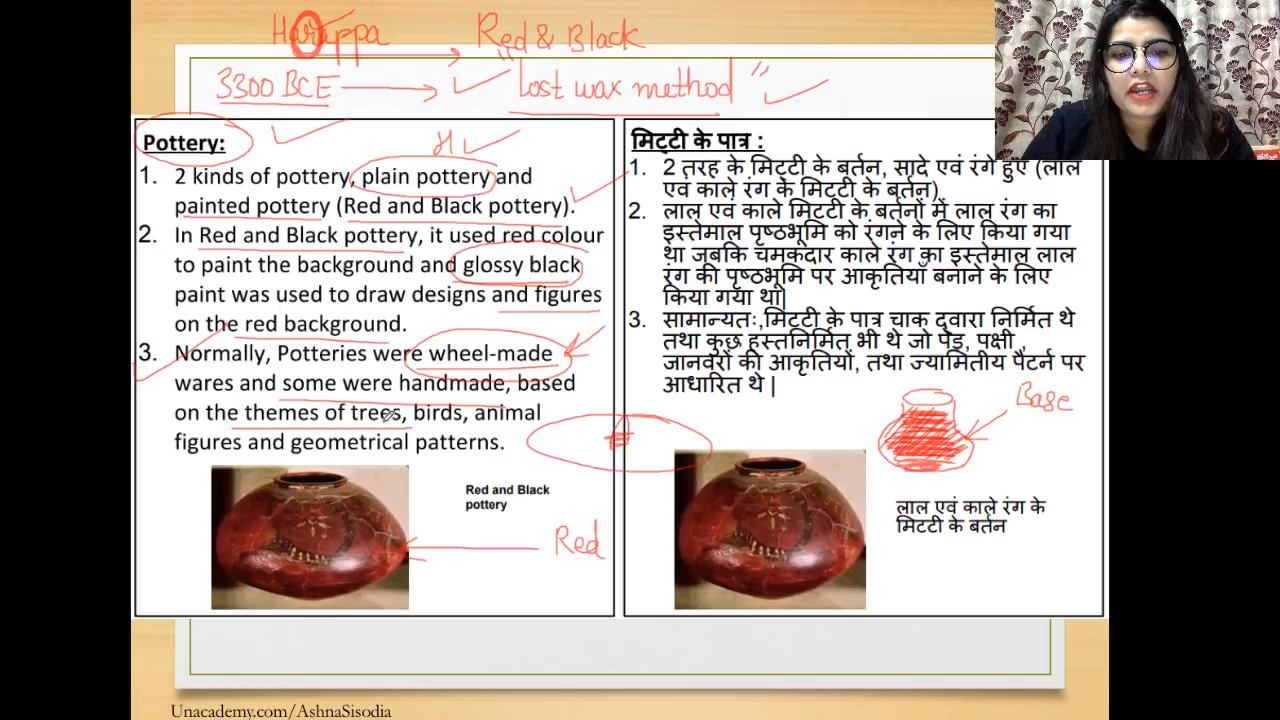 Harappa → Red & Black
3300 BCE → "Lost wax method"
Pottery:
H
1. 2 kinds of pottery, plain pottery and
painted pottery (Red and Black pottery).
2. In Red and Black pottery, it used red colour
to paint the background and glossy black
paint was used to draw designs and figures
on the red background.
3. Normally, Potteries were wheel-made
wares and some were handmade, based
on the themes of trees, birds, animal
figures and geometrical patterns.
Red and Black
pottery
Red
मिट्टी के पात्र :
1. 2 तरह के मिट्टी के बर्तन, सादे एवं रंगे हुए (लाल
एवं काले रंग के मिट्टी के बर्तन)
2. लाल एवं काले मिट्टी के बर्तनों में लाल रंग का
इस्तेमाल पृष्ठभूमि को रंगने के लिए किया गया
था जबकि चमकदार काले रंग का इस्तेमाल लाल
रंग की पृष्ठभूमि पर आकृतियाँ बनाने के लिए
किया गया था|
3. सामान्यतः,मिटटी के पात्र चाक द्वारा निर्मित थे
तथा कुछ हस्तनिर्मित भी थे जो पेड़, पक्षी ,
जानवरों की आकृतियों, तथा ज्यामितीय पैटर्न पर
आधारित थे |
Base
लाल एवं काले रंग के
मिटटी के बर्तन
Unacademy.com/AshnaSisodia